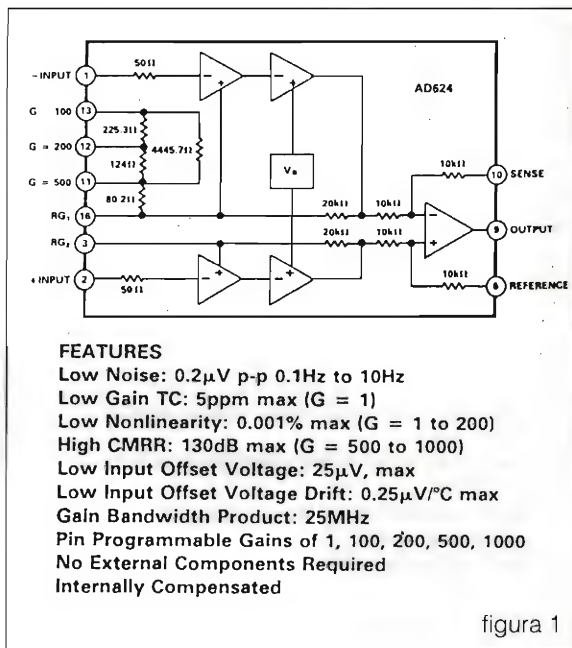 50Ω
−INPUT 1
AD624
G 100 13
225.3Ω
4445.7Ω
G = 200 12
124Ω
10kΩ
G = 500 11
80.2Ω
10 SENSE
20kΩ 10kΩ
RG₁ 16
9 OUTPUT
RG₂ 3
20kΩ 10kΩ
10kΩ
+INPUT 2
50Ω
REFERENCE
FEATURES
Low Noise: 0.2μV p-p 0.1Hz to 10Hz
Low Gain TC: 5ppm max (G = 1)
Low Nonlinearity: 0.001% max (G = 1 to 200)
High CMRR: 130dB max (G = 500 to 1000)
Low Input Offset Voltage: 25μV, max
Low Input Offset Voltage Drift: 0.25μV/°C max
Gain Bandwidth Product: 25MHz
Pin Programmable Gains of 1, 100, 200, 500, 1000
No External Components Required
Internally Compensated
figura 1